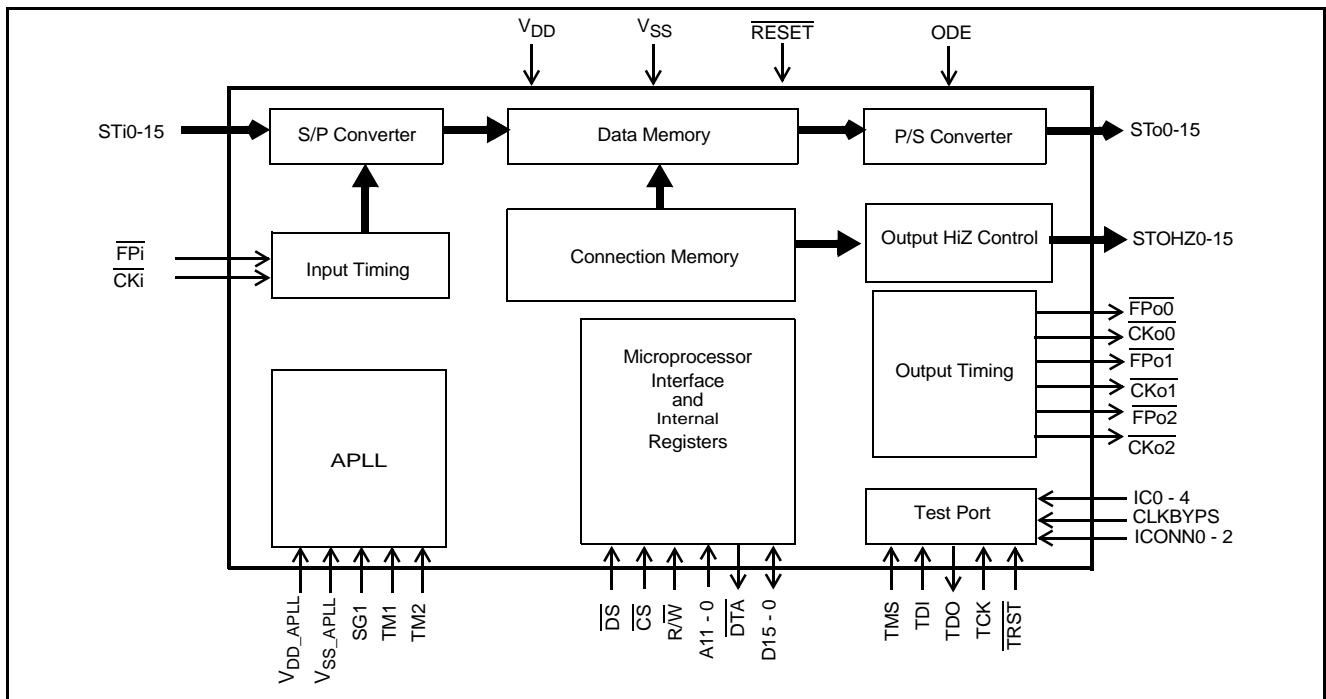 VDD
VSS
RESET
ODE
STi0-15
S/P Converter
Data Memory
P/S Converter
STo0-15
FPi
CKi
Input Timing
Connection Memory
Output HiZ Control
STOHZ0-15
APLL
Microprocessor
Interface
and
Internal
Registers
Output Timing
FPo0
CKo0
FPo1
CKo1
FPo2
CKo2
Test Port
IC0 - 4
CLKBYPS
ICONN0 - 2
VDD_APLL
VSS_APLL
SG1
TM1
TM2
DS
CS
R/W
A11 - 0
DTA
D15 - 0
TMS
TDI
TDO
TCK
TRST